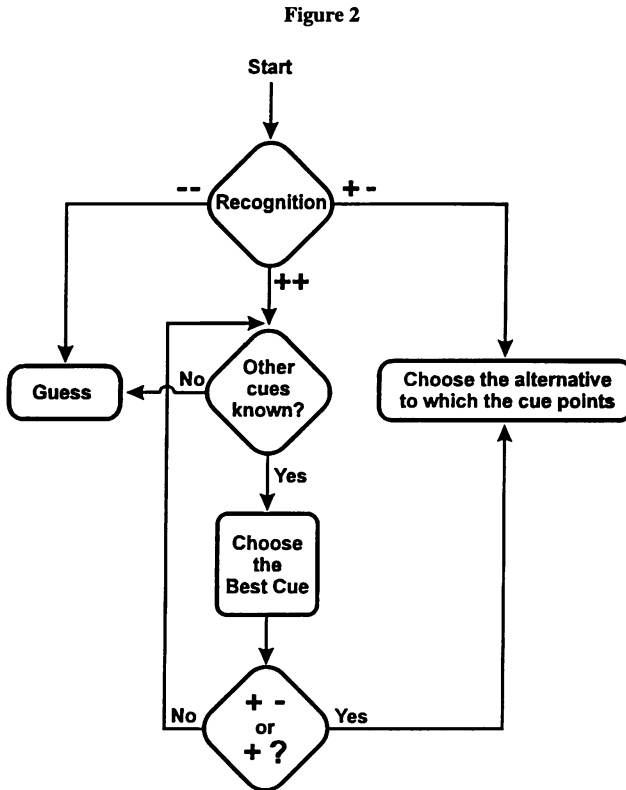 Figure 2
Start
Recognition
--
+ -
++
Guess
No
Other
cues
known?
Choose the alternative
to which the cue points
Yes
Choose
the
Best Cue
No
+ -
or
+ ?
Yes